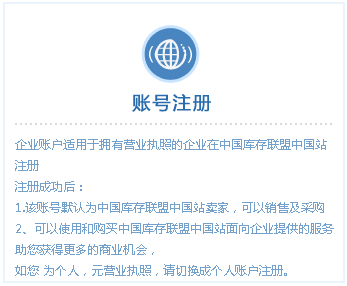 账号注册
企业账户适用于拥有营业执照的企业在中国库存联盟中国站
注册
注册成功后：
1.该账号默认为中国库存联盟中国站卖家，可以销售及采购
2、可以使用和购买中国库存联盟中国站面向企业提供的服务
助您获得更多的商业机会，
如您 为个人，元营业执照，请切换成个人账户注册。